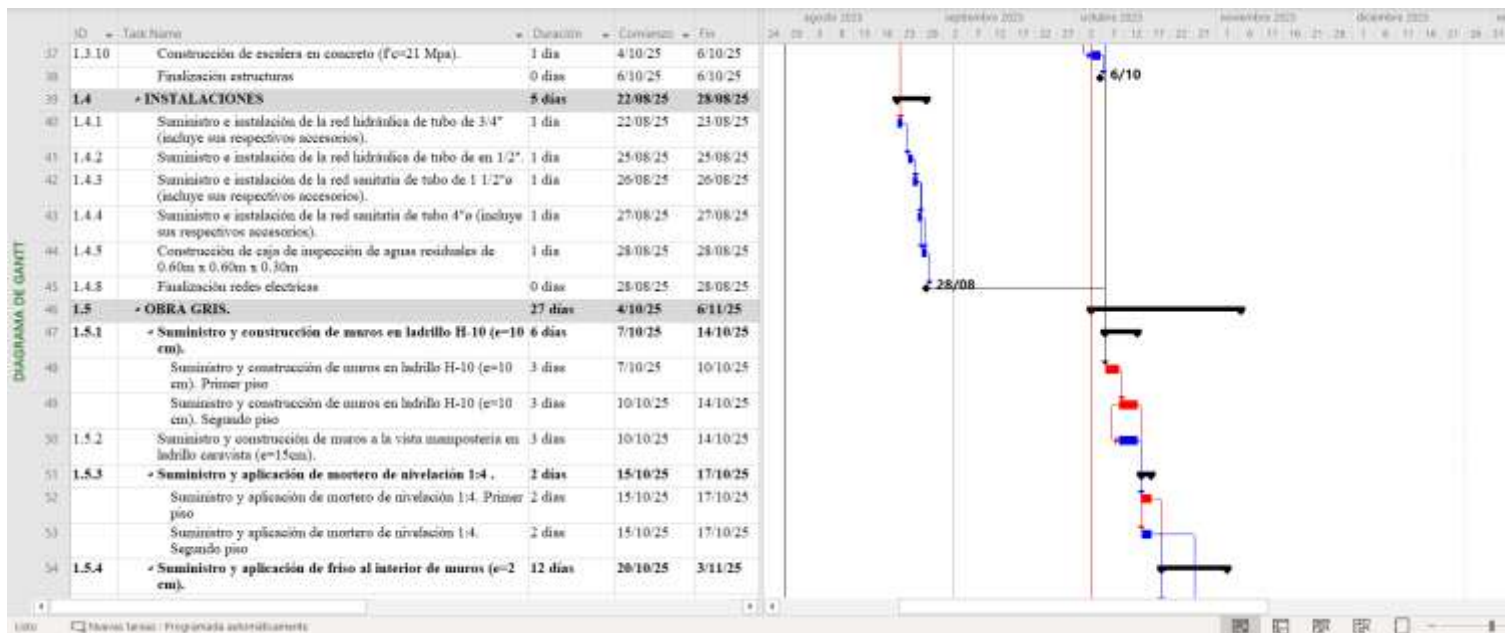 agosto 2025 septiembre 2025 octubre 2025 noviembre 2025 diciembre 2025
ID Task Name Duración Comienzo Fin
37 1.3.10 Construcción de escalera en concreto (f'c=21 Mpa). 1 día 4/10/25 6/10/25
38 Finalización estructuras 0 días 6/10/25 6/10/25
6/10
39 1.4 INSTALACIONES 5 días 22/08/25 28/08/25
40 1.4.1 Suministro e instalación de la red hidráulica de tubo de 3/4" 1 día 22/08/25 23/08/25
(incluye sus respectivos accesorios).
41 1.4.2 Suministro e instalación de la red hidráulica de tubo de en 1/2". 1 día 25/08/25 25/08/25
42 1.4.3 Suministro e instalación de la red sanitatia de tubo de 1 1/2"ø 1 día 26/08/25 26/08/25
(incluye sus respectivos accesorios).
43 1.4.4 Suministro e instalación de la red sanitatia de tubo 4"ø (incluye 1 día 27/08/25 27/08/25
sus respectivos accesorios).
44 1.4.5 Construcción de caja de inspección de aguas residuales de 1 día 28/08/25 28/08/25
0.60m x 0.60m x 0.30m
45 1.4.8 Finalización redes electricas 0 días 28/08/25 28/08/25
28/08
46 1.5 OBRA GRIS. 27 días 4/10/25 6/11/25
47 1.5.1 Suministro y construcción de muros en ladrillo H-10 (e=10 6 días 7/10/25 14/10/25
cm).
48 Suministro y construcción de muros en ladrillo H-10 (e=10 3 días 7/10/25 10/10/25
cm). Primer piso
49 Suministro y construcción de muros en ladrillo H-10 (e=10 3 días 10/10/25 14/10/25
cm). Segundo piso
50 1.5.2 Suministro y construcción de muros a la vista mampostería en 3 días 10/10/25 14/10/25
ladrillo caravista (e=15cm).
51 1.5.3 Suministro y aplicación de mortero de nivelación 1:4 . 2 días 15/10/25 17/10/25
52 Suministro y aplicación de mortero de nivelación 1:4. Primer 2 días 15/10/25 17/10/25
piso
53 Suministro y aplicación de mortero de nivelación 1:4. 2 días 15/10/25 17/10/25
Segundo piso
54 1.5.4 Suministro y aplicación de friso al interior de muros (e=2 12 días 20/10/25 3/11/25
cm).
DIAGRAMA DE GANTT
Listo Nuevas tareas : Programada automáticamente